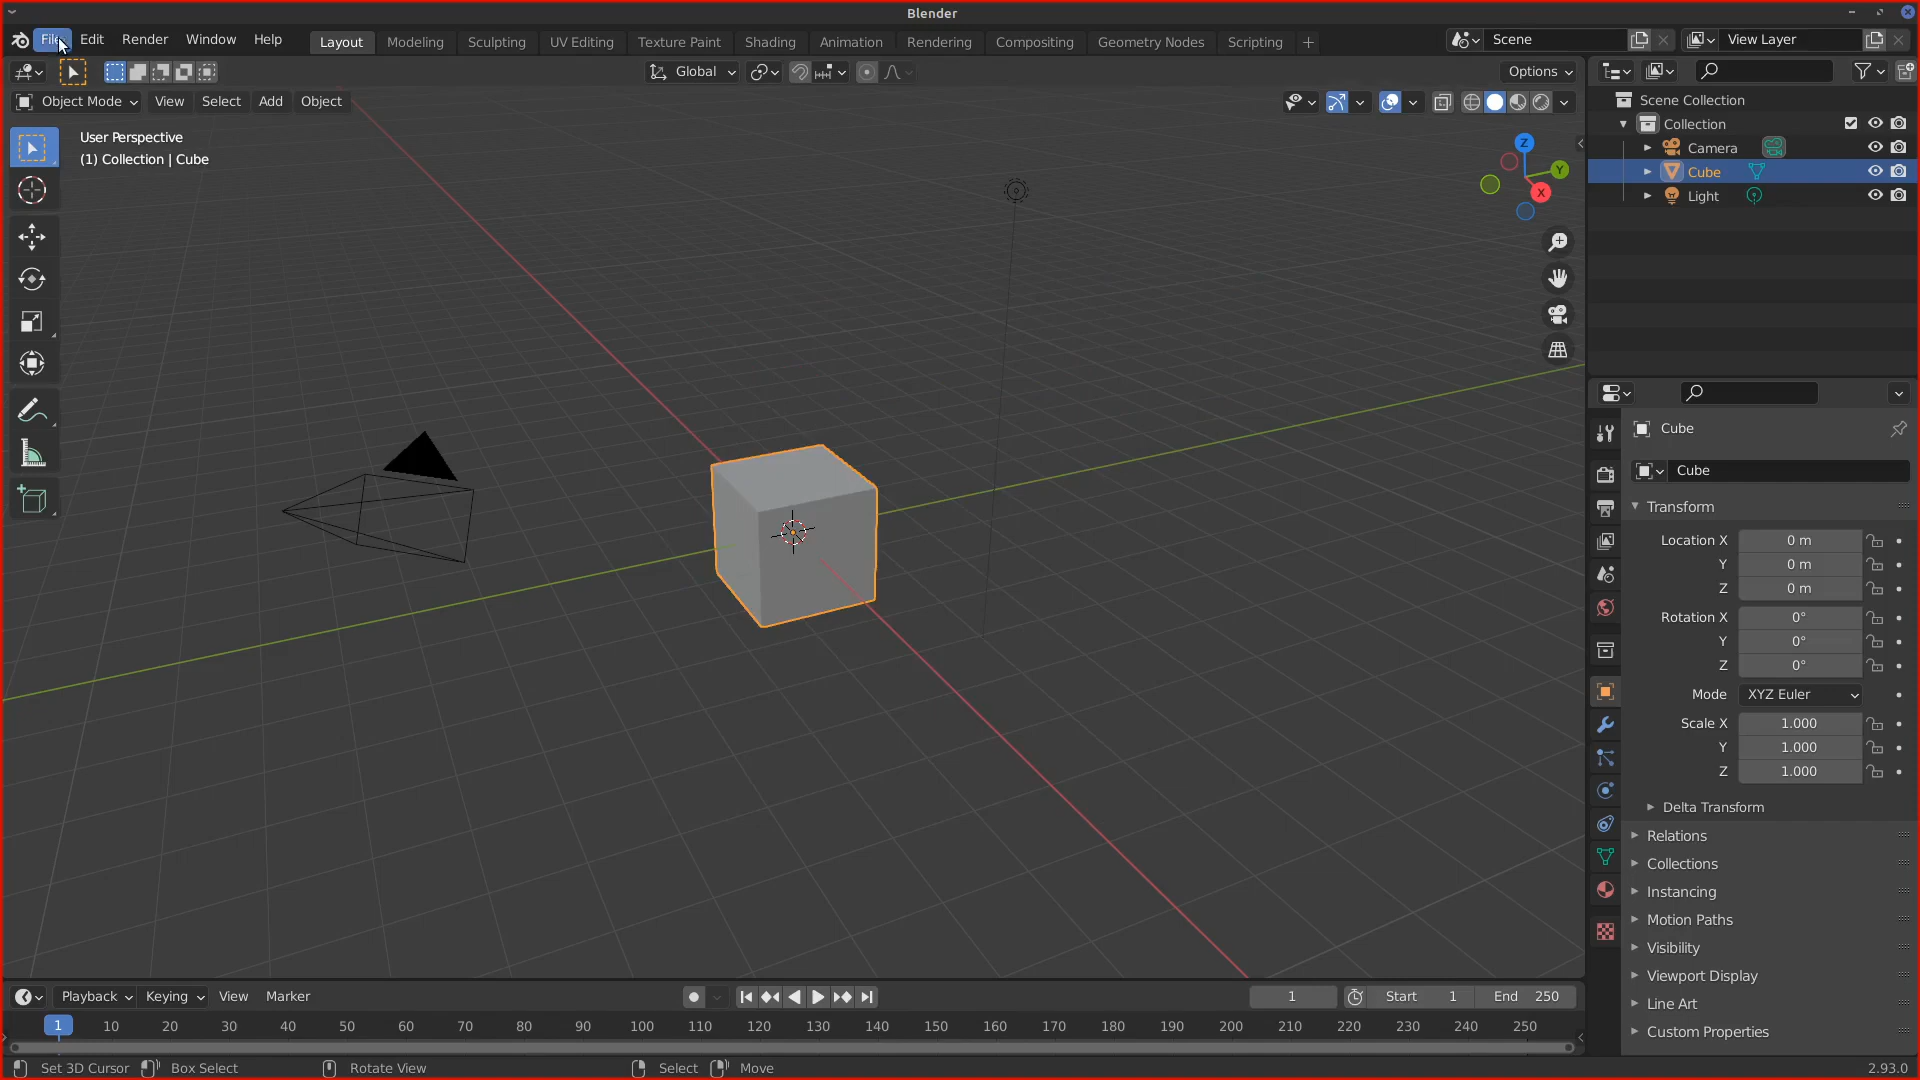 Blender
File Edit Render Window Help Layout Modeling Sculpting UV Editing Texture Paint Shading Animation Rendering Compositing Geometry Nodes Scripting + Scene View Layer
Global Options
Object Mode View Select Add Object
User Perspective
(1) Collection | Cube
Z
Y
X
Scene Collection
Collection
Camera
Cube
Light
Cube
Cube
Transform
Location X 0 m
Y 0 m
Z 0 m
Rotation X 0°
Y 0°
Z 0°
Mode XYZ Euler
Scale X 1.000
Y 1.000
Z 1.000
Delta Transform
Relations
Collections
Instancing
Motion Paths
Visibility
Viewport Display
Line Art
Custom Properties
Playback Keying View Marker 1 Start 1 End 250
1 10 20 30 40 50 60 70 80 90 100 110 120 130 140 150 160 170 180 190 200 210 220 230 240 250
Set 3D Cursor Box Select Rotate View Select Move 2.93.0